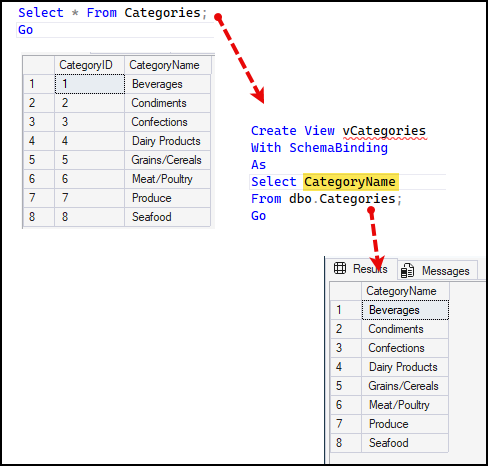 Select * From Categories;
Go
CategoryID CategoryName
1 1 Beverages
2 2 Condiments
3 3 Confections
4 4 Dairy Products
5 5 Grains/Cereals
6 6 Meat/Poultry
7 7 Produce
8 8 Seafood
Create View vCategories
With SchemaBinding
As
Select CategoryName
From dbo.Categories;
Go
Results Messages
CategoryName
1 Beverages
2 Condiments
3 Confections
4 Dairy Products
5 Grains/Cereals
6 Meat/Poultry
7 Produce
8 Seafood